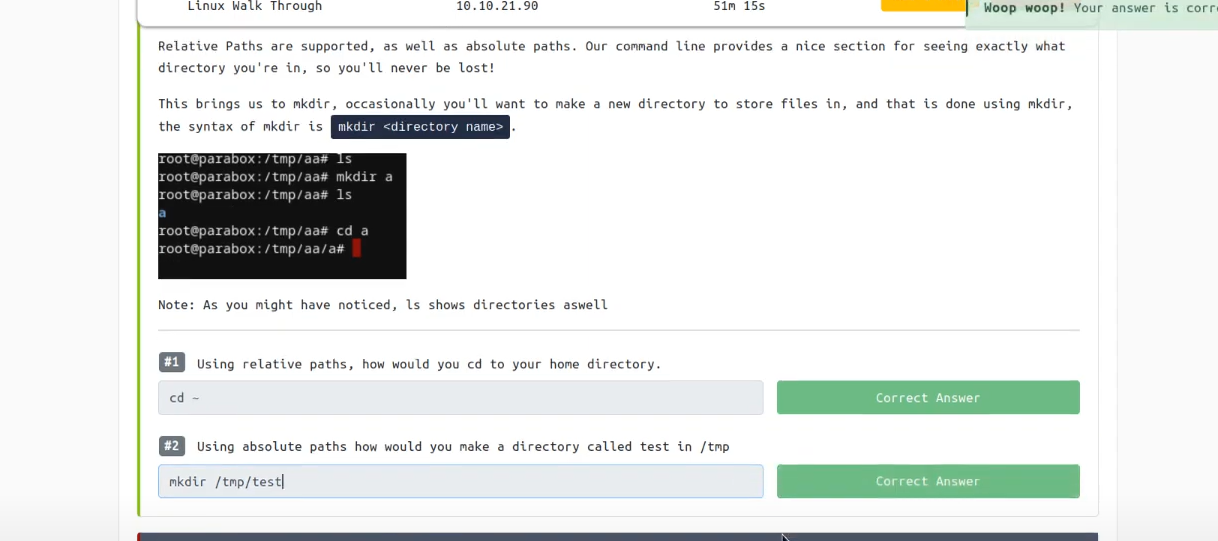 Linux Walk Through 10.10.21.90 51m 15s
Woop woop! Your answer is corre
Relative Paths are supported, as well as absolute paths. Our command line provides a nice section for seeing exactly what
directory you're in, so you'll never be lost!
This brings us to mkdir, occasionally you'll want to make a new directory to store files in, and that is done using mkdir,
the syntax of mkdir is mkdir <directory name> .
root@parabox:/tmp/aa# ls
root@parabox:/tmp/aa# mkdir a
root@parabox:/tmp/aa# ls
a
root@parabox:/tmp/aa# cd a
root@parabox:/tmp/aa/a#
Note: As you might have noticed, ls shows directories aswell
#1 Using relative paths, how would you cd to your home directory.
cd ~ Correct Answer
#2 Using absolute paths how would you make a directory called test in /tmp
mkdir /tmp/test Correct Answer